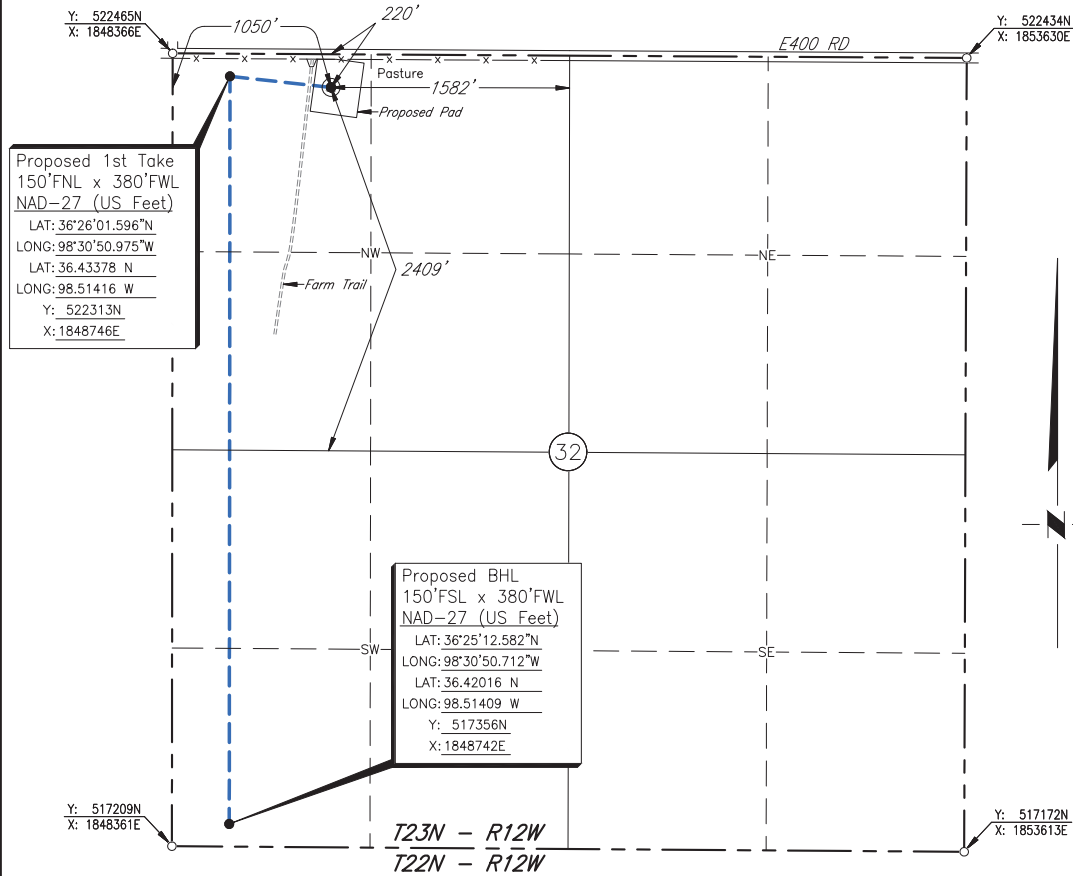 Y: 522465N
X: 1848366E
1050'
220'
E400 RD
Y: 522434N
X: 1853630E
x x x x x x x x
Pasture
1582'
Proposed Pad
Proposed 1st Take
150'FNL x 380'FWL
NAD-27 (US Feet)
LAT: 36°26'01.596"N
LONG: 98°30'50.975"W
LAT: 36.43378 N
LONG: 98.51416 W
Y: 522313N
X: 1848746E
NW
NE
2409'
Farm Trail
32
N
Proposed BHL
150'FSL x 380'FWL
NAD-27 (US Feet)
LAT: 36°25'12.582"N
LONG: 98°30'50.712"W
LAT: 36.42016 N
LONG: 98.51409 W
Y: 517356N
X: 1848742E
SW
SE
Y: 517209N
X: 1848361E
T23N - R12W
T22N - R12W
Y: 517172N
X: 1853613E